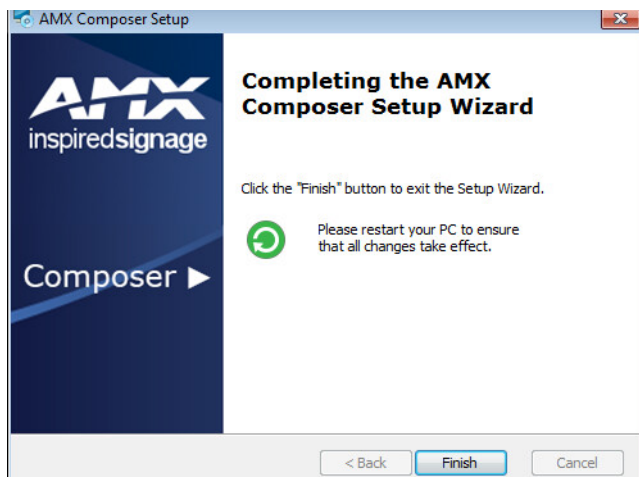 AMX Composer Setup
AMX
inspiredsignage
Composer
Completing the AMX
Composer Setup Wizard
Click the "Finish" button to exit the Setup Wizard.
Please restart your PC to ensure
that all changes take effect.
< Back
Finish
Cancel